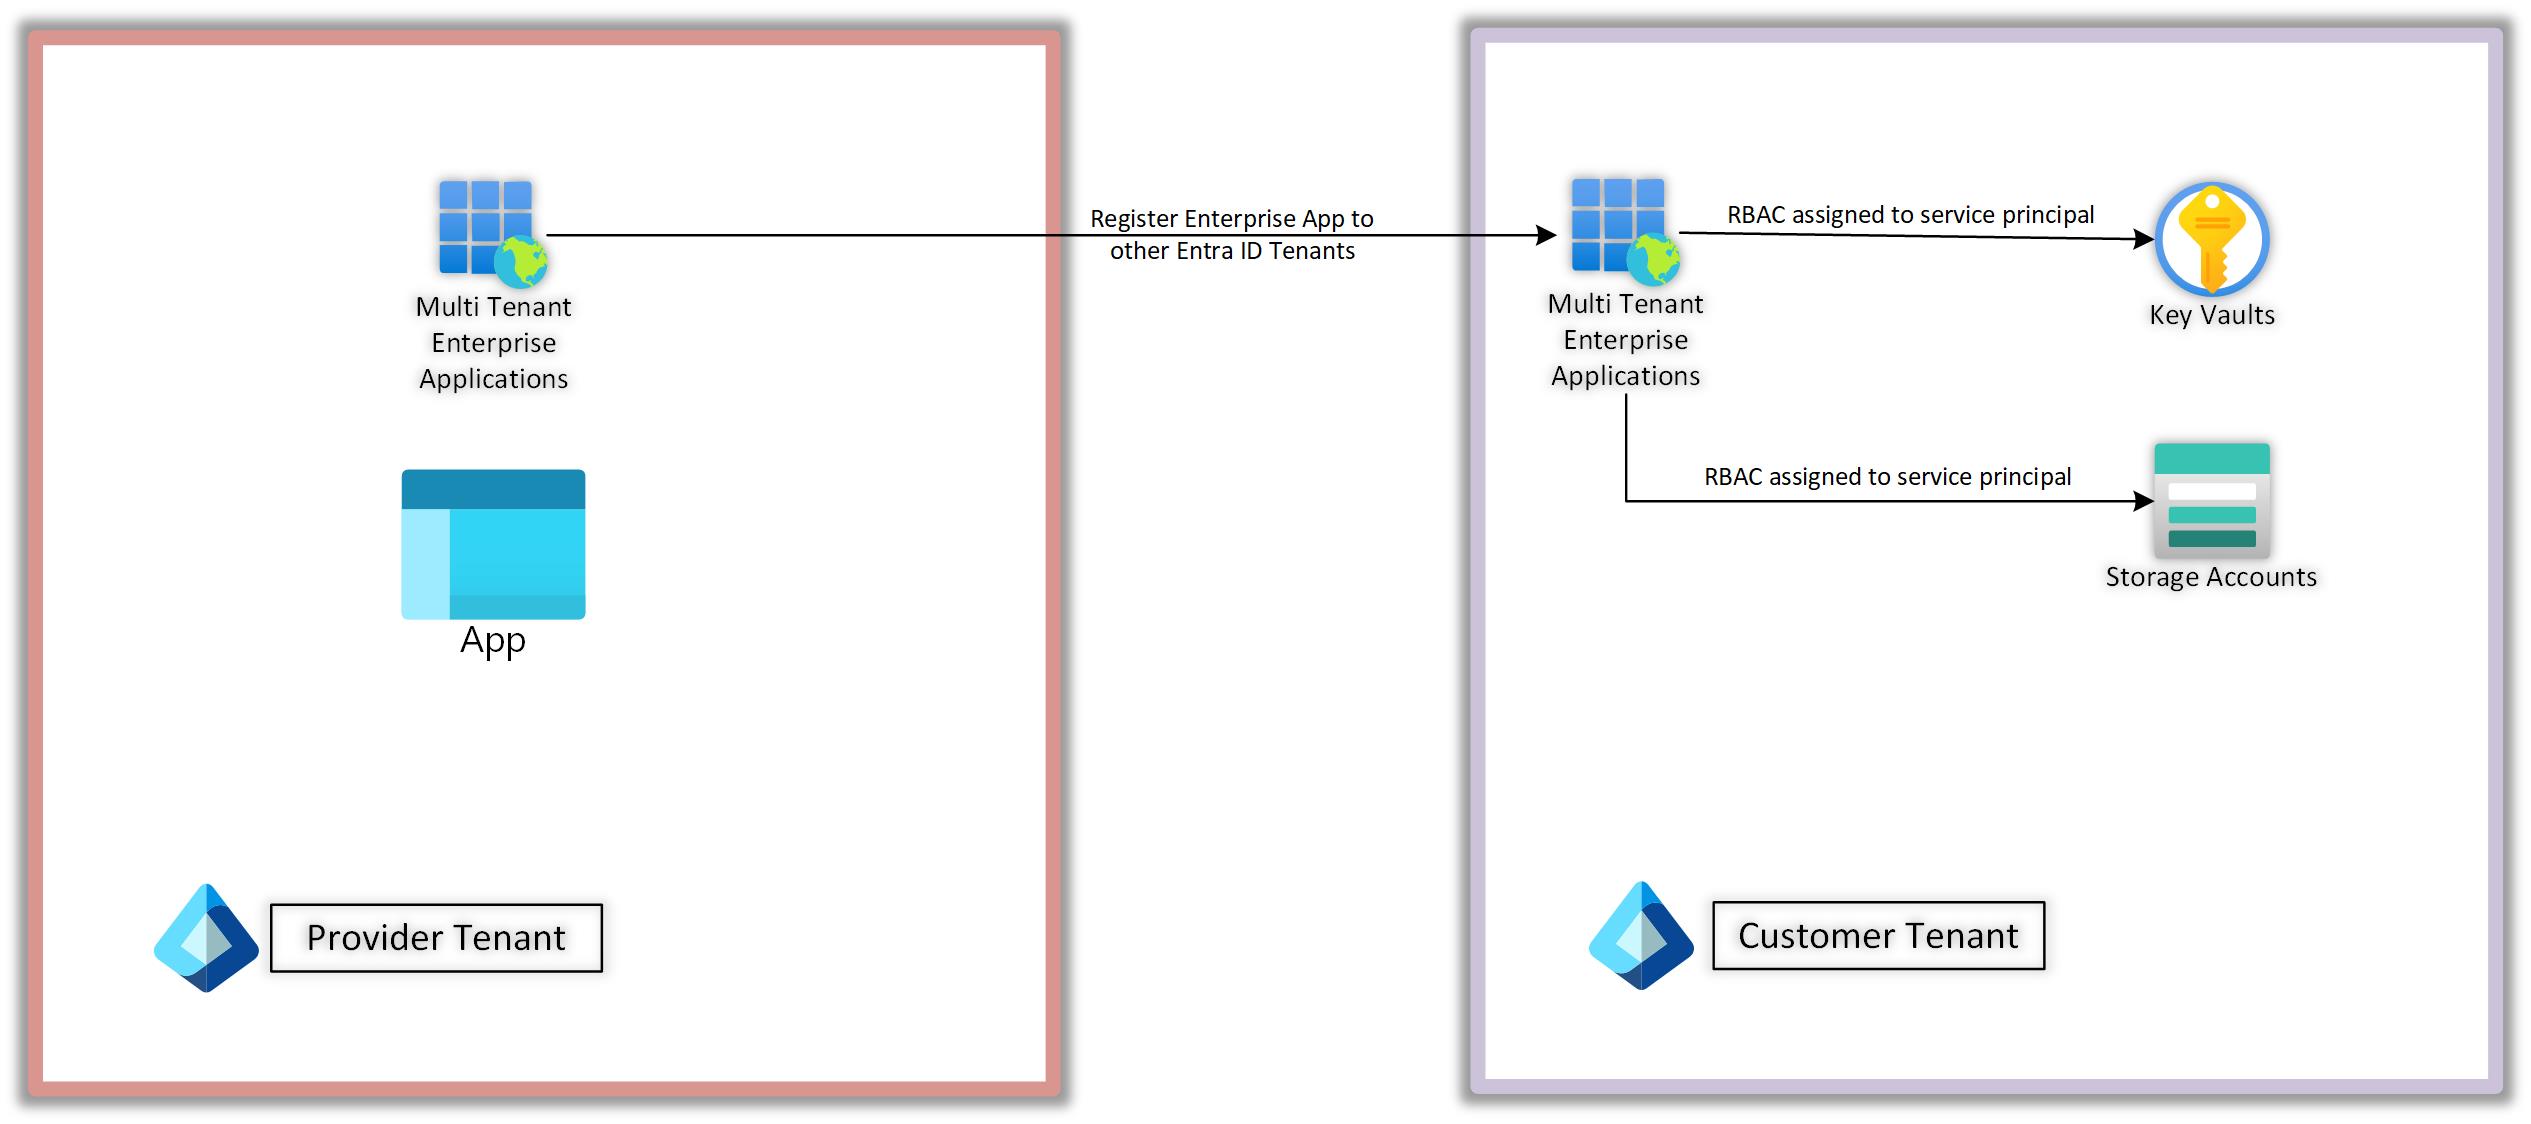 Register Enterprise App to
other Entra ID Tenants
Multi Tenant
Enterprise
Applications
App
Provider Tenant
RBAC assigned to service principal
Key Vaults
Multi Tenant
Enterprise
Applications
RBAC assigned to service principal
Storage Accounts
Customer Tenant